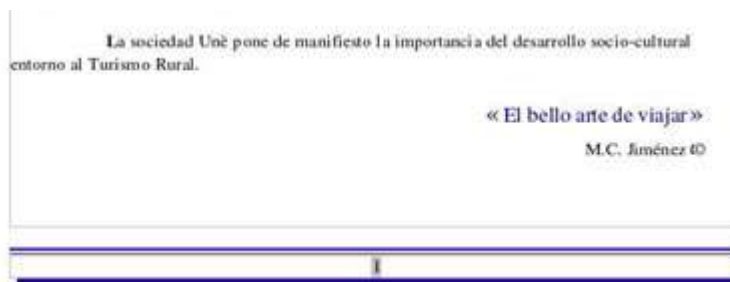 La sociedad Unè pone de manifiesto la importancia del desarrollo socio-cultural
entorno al Turismo Rural.
« El bello arte de viajar»
M.C. Jiménez ©
I